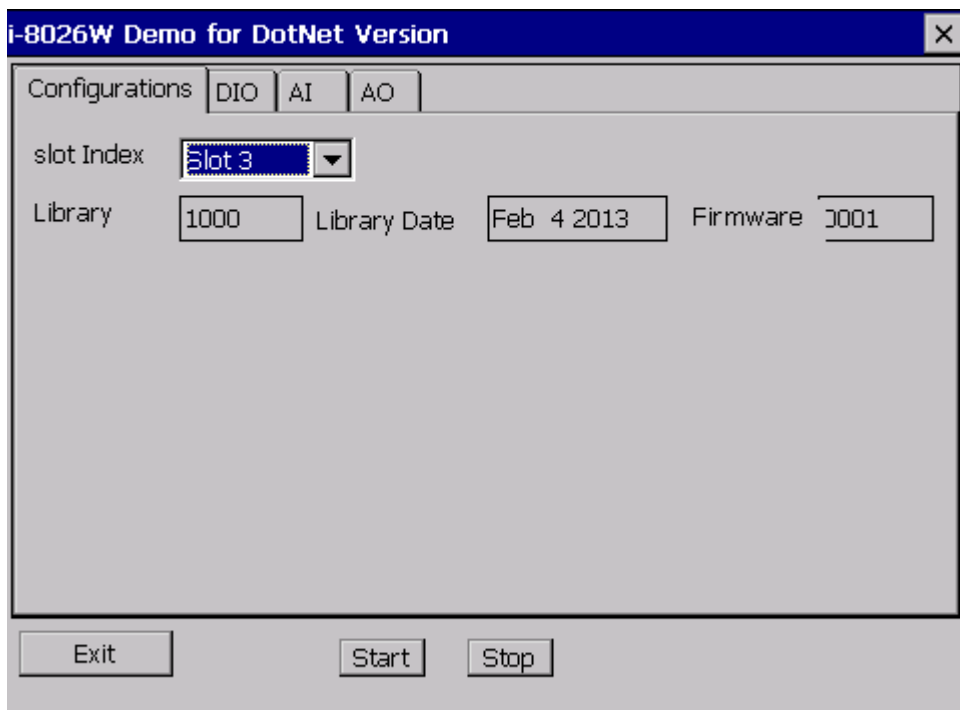 i-8026W Demo for DotNet Version
Configurations DIO AI AO
slot Index Slot 3
Library 1000 Library Date Feb 4 2013 Firmware 0001
Exit Start Stop